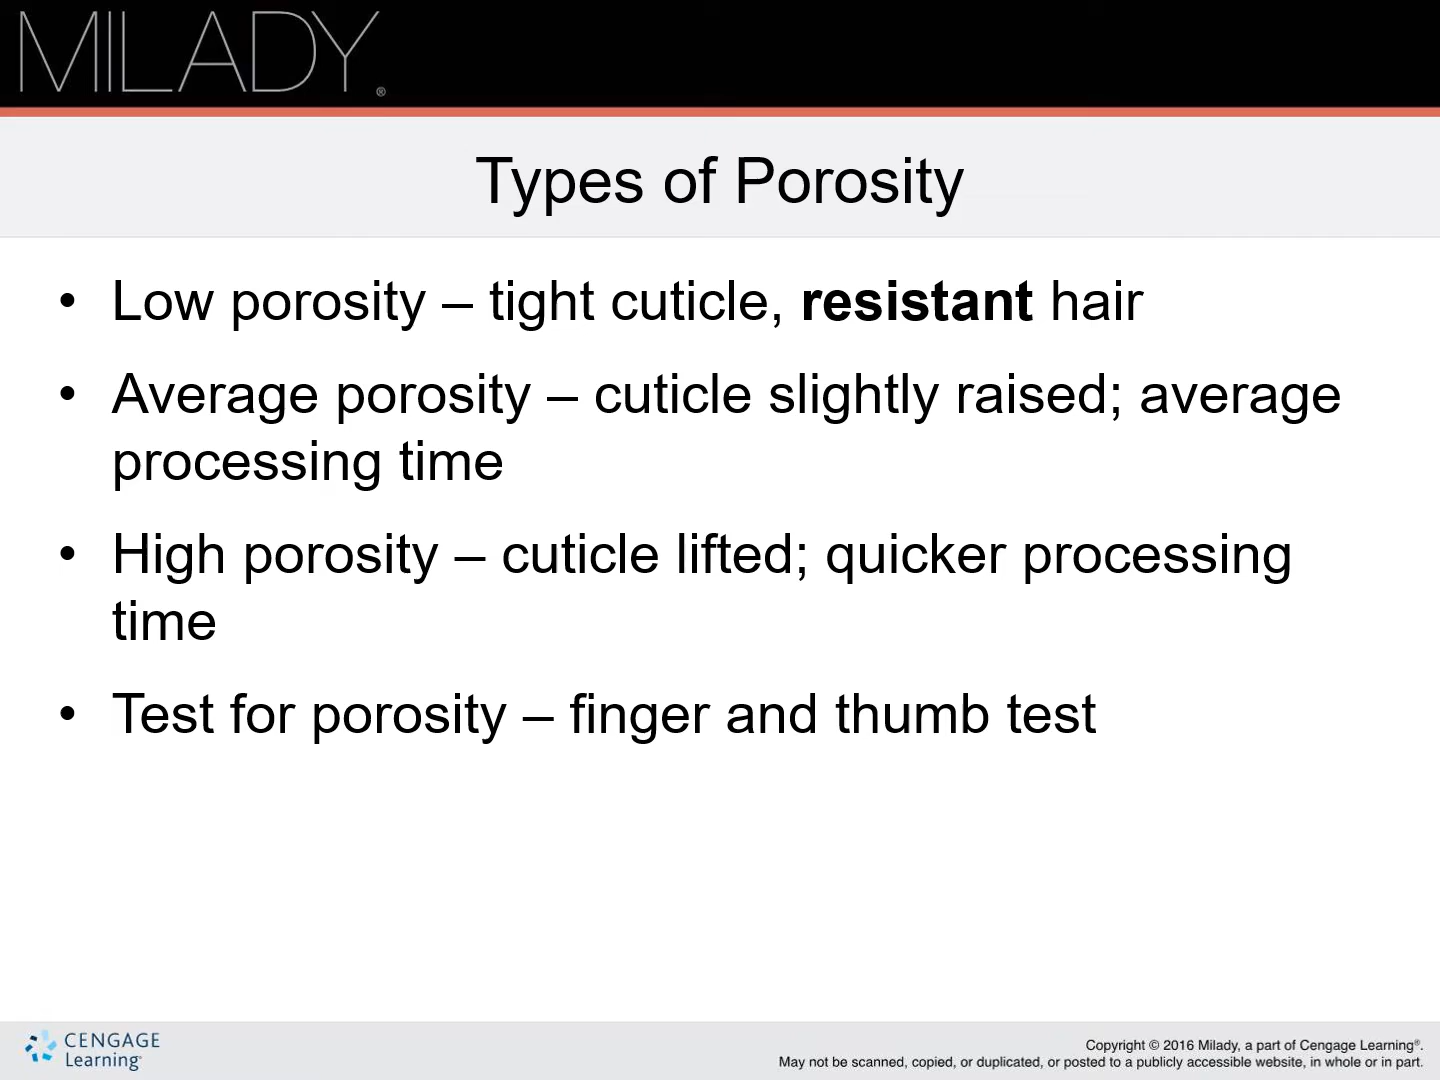 MILADY®
Types of Porosity
• Low porosity – tight cuticle, resistant hair
• Average porosity – cuticle slightly raised; average
processing time
• High porosity – cuticle lifted; quicker processing
time
• Test for porosity – finger and thumb test
CENGAGE
Learning®
Copyright © 2016 Milady, a part of Cengage Learning®.
May not be scanned, copied, or duplicated, or posted to a publicly accessible website, in whole or in part.